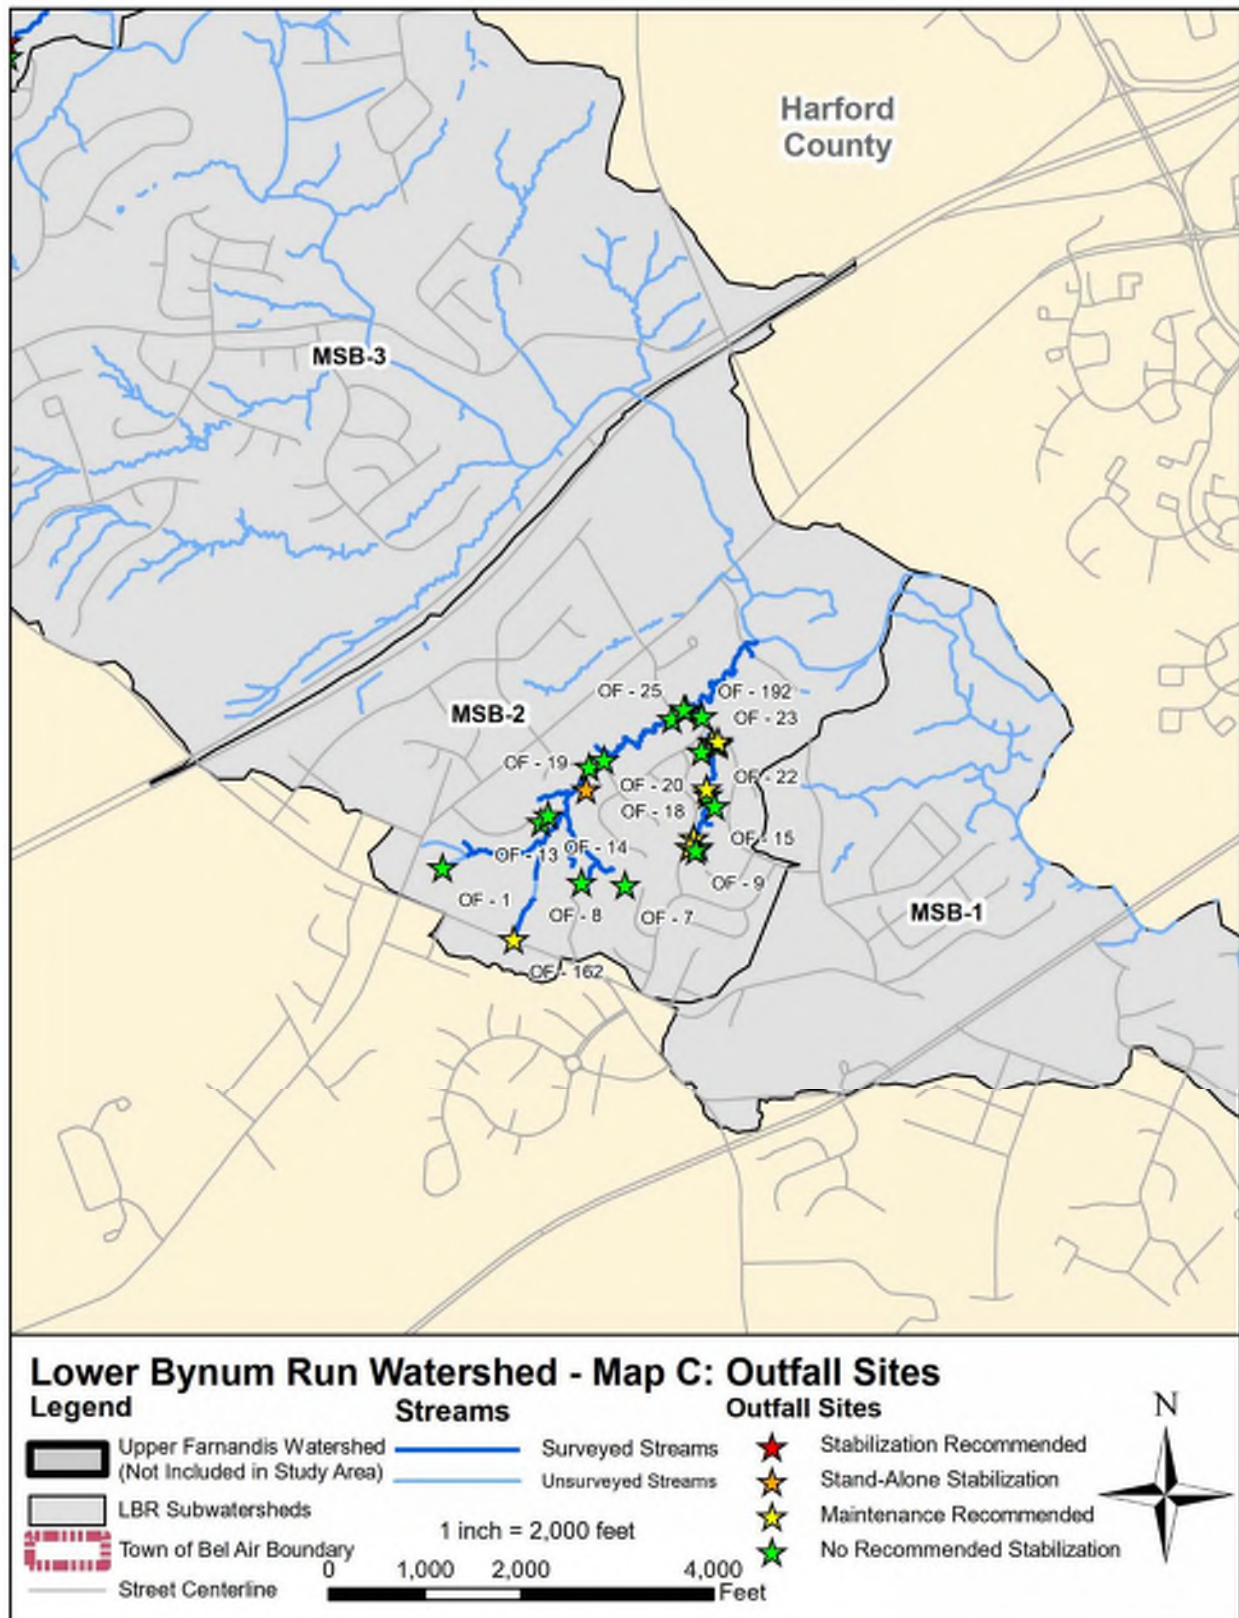 Harford
County
MSB-3
OF - 25
OF - 192
MSB-2
OF - 23
OF - 19
OF - 20
OF - 22
OF - 18
OF - 15
OF - 13
OF - 14
OF - 9
OF - 1
OF - 8
OF - 7
MSB-1
OF - 162
Lower Bynum Run Watershed - Map C: Outfall Sites
Legend
Upper Farnandis Watershed
(Not Included in Study Area)
LBR Subwatersheds
Town of Bel Air Boundary
Street Centerline
Streams
Surveyed Streams
Unsurveyed Streams
1 inch = 2,000 feet
0 1,000 2,000 4,000
Feet
Outfall Sites
Stabilization Recommended
Stand-Alone Stabilization
Maintenance Recommended
No Recommended Stabilization
N